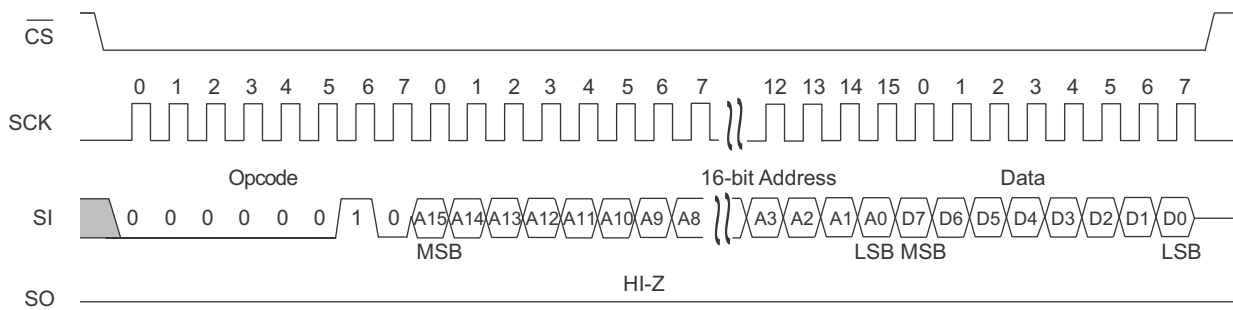 CS
0 1 2 3 4 5 6 7 0 1 2 3 4 5 6 7 12 13 14 15 0 1 2 3 4 5 6 7
SCK
Opcode 16-bit Address Data
SI 0 0 0 0 0 0 1 0 A15 A14 A13 A12 A11 A10 A9 A8 A3 A2 A1 A0 D7 D6 D5 D4 D3 D2 D1 D0
MSB LSB MSB LSB
HI-Z
SO